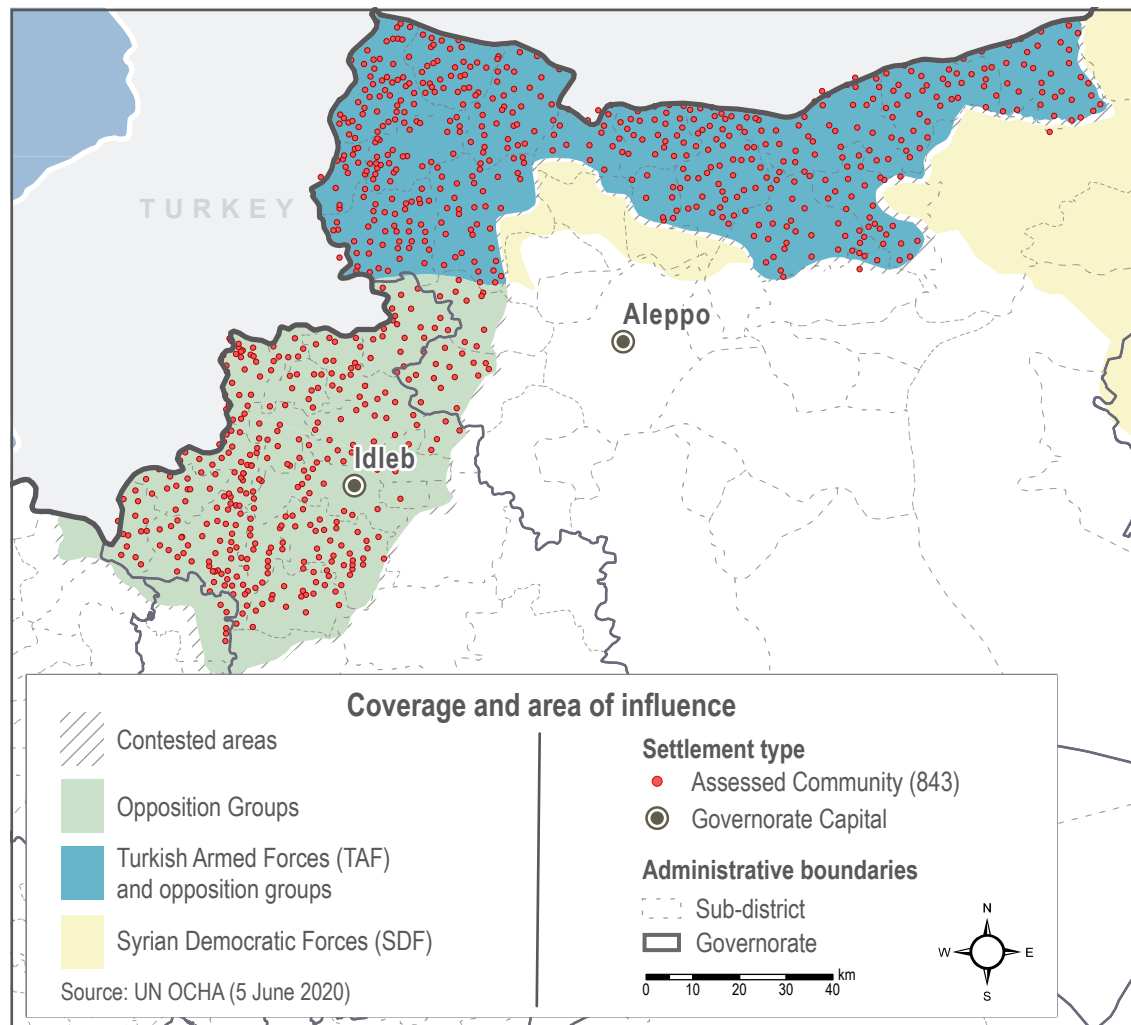 TURKEY
Aleppo
Idleb
Coverage and area of influence
Contested areas
Opposition Groups
Turkish Armed Forces (TAF)
and opposition groups
Syrian Democratic Forces (SDF)
Source: UN OCHA (5 June 2020)
Settlement type
Assessed Community (843)
Governorate Capital
Administrative boundaries
Sub-district
Governorate
km
0 10 20 30 40
N
W E
S